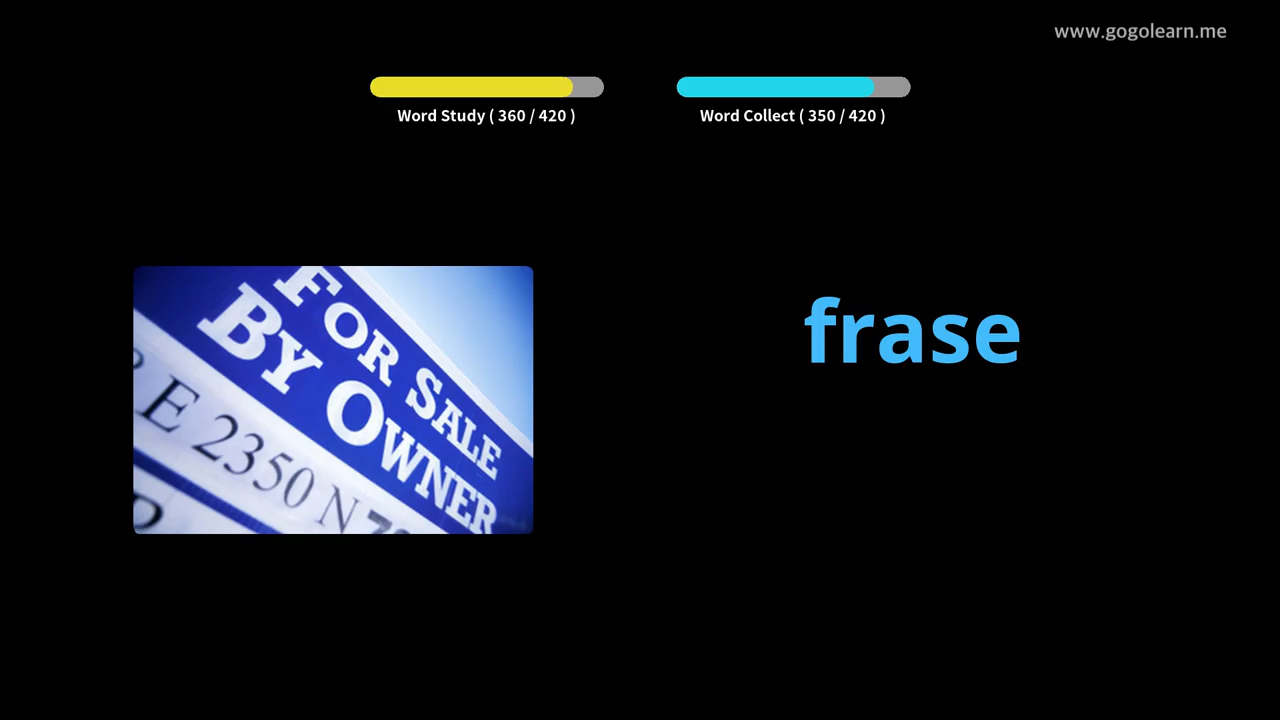 www.gogolearn.me
Word Study ( 360 / 420 )
Word Collect ( 350 / 420 )
FOR SALE
BY OWNER
E 2350 N
frase